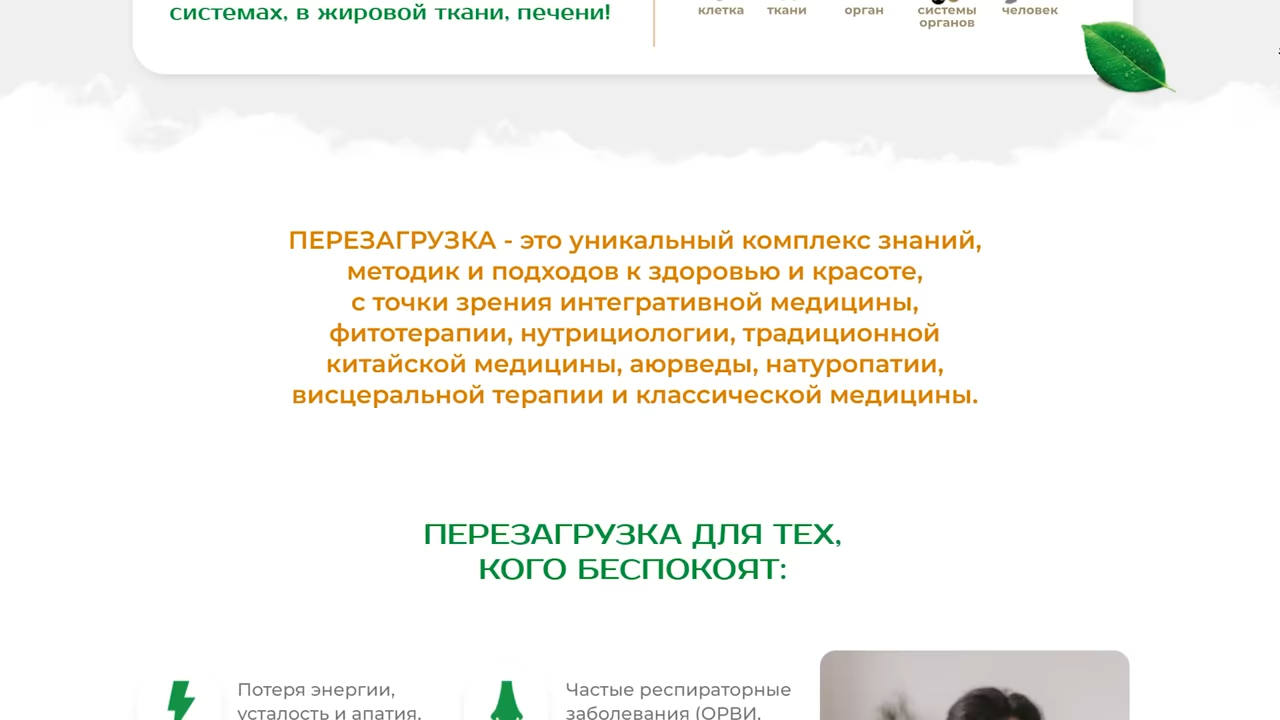 системах, в жировой ткани, печени!
клетка
ткани
орган
системы
органов
человек
ПЕРЕЗАГРУЗКА - это уникальный комплекс знаний,
методик и подходов к здоровью и красоте,
с точки зрения интегративной медицины,
фитотерапии, нутрициологии, традиционной
китайской медицины, аюрведы, натуропатии,
висцеральной терапии и классической медицины.
ПЕРЕЗАГРУЗКА ДЛЯ ТЕХ,
КОГО БЕСПОКОЯТ:
Потеря энергии,
усталость и апатия.
Частые респираторные
заболевания (ОРВИ,